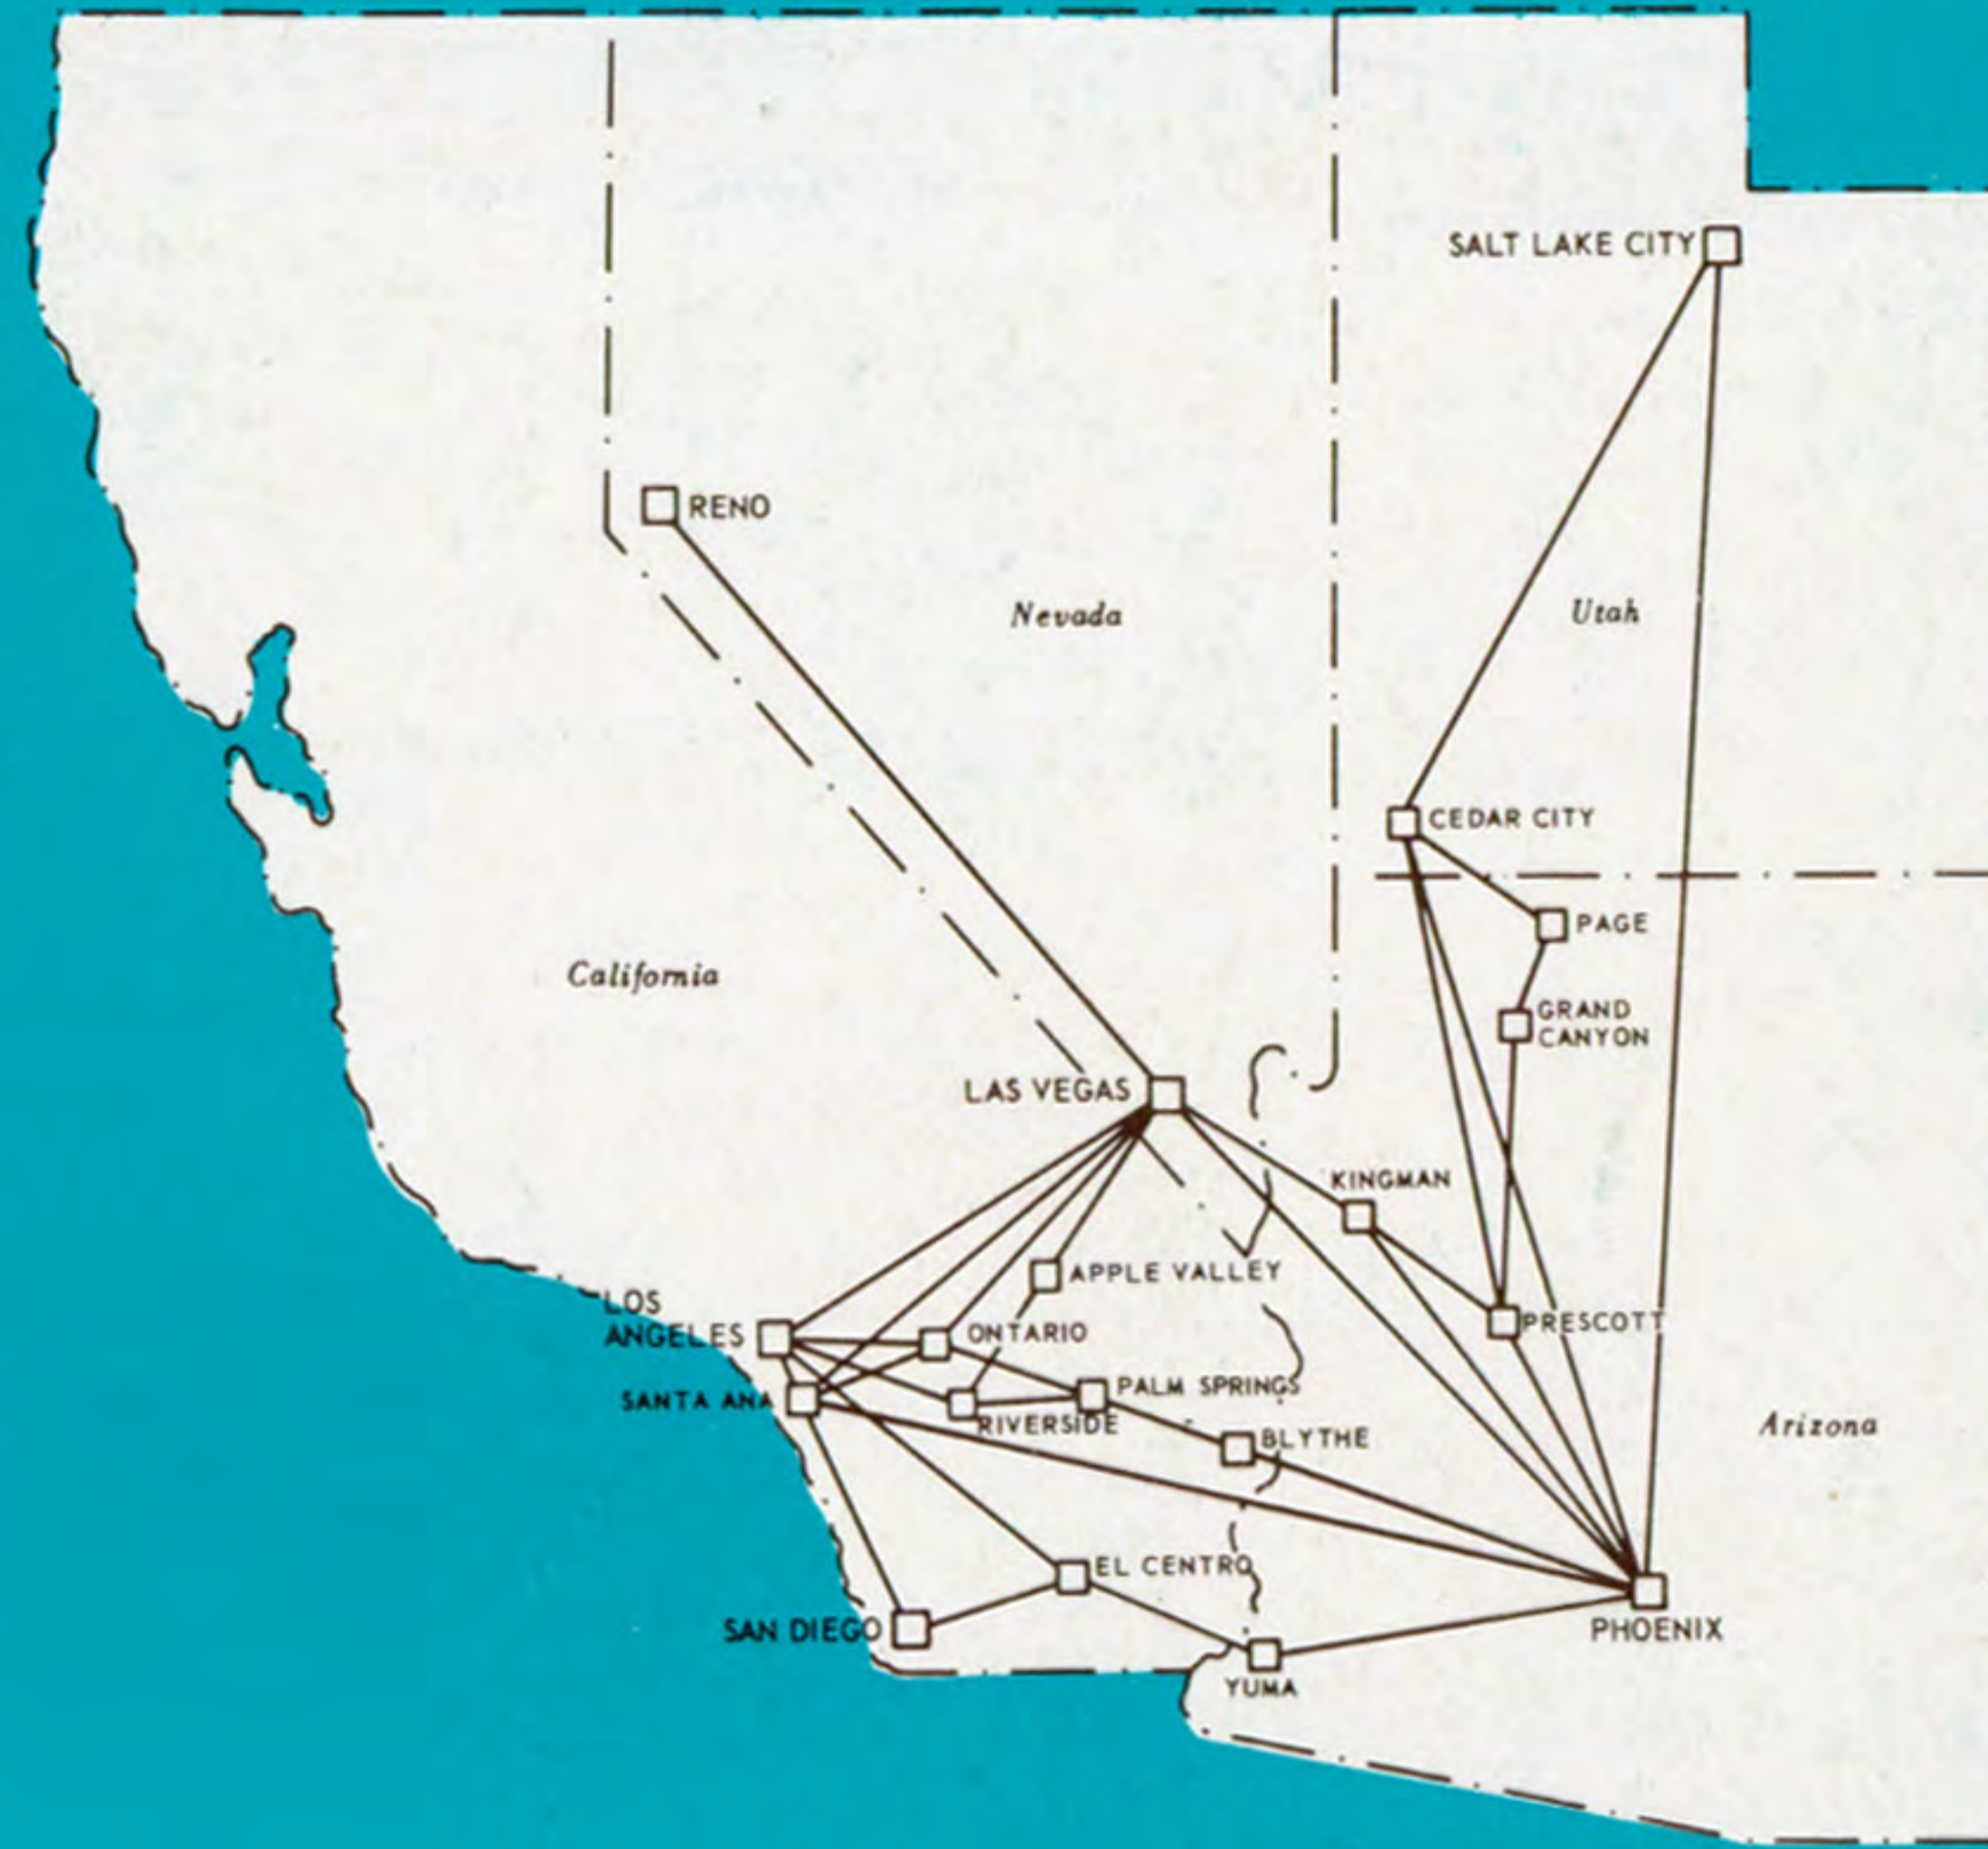 SALT LAKE CITY
RENO
Nevada
Utah
CEDAR CITY
PAGE
California
GRAND
CANYON
LAS VEGAS
KINGMAN
APPLE VALLEY
LOS
ANGELES
ONTARIO
PRESCOTT
SANTA ANA
PALM SPRINGS
RIVERSIDE
BLYTHE
Arizona
EL CENTRO
SAN DIEGO
PHOENIX
YUMA